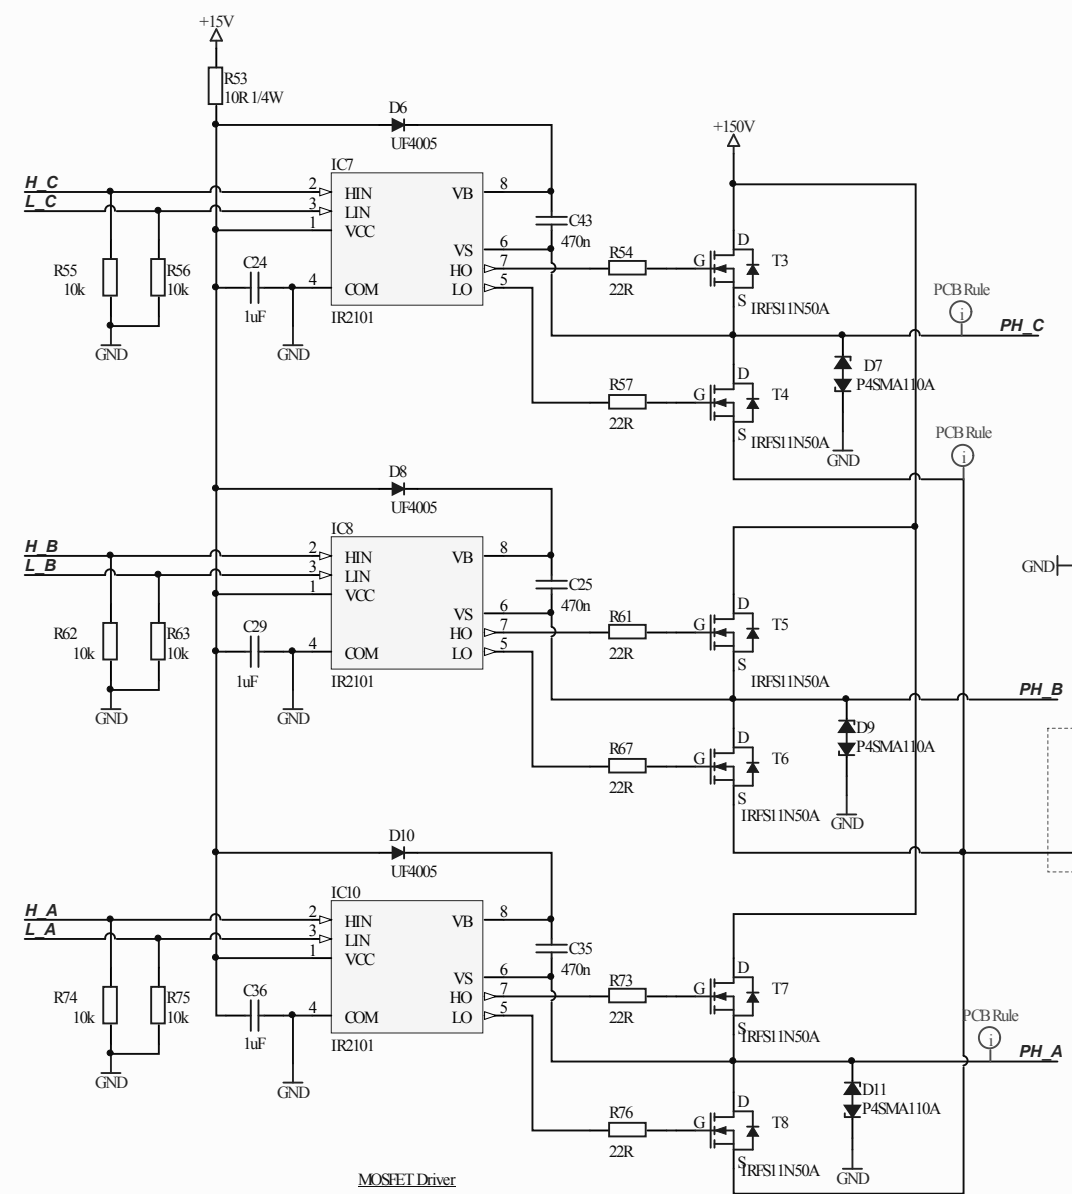 +15V
R53
10R 1/4W
D6
UF4005
+150V
IC7
H_C
2
HIN
VB
8
L_C
3
LIN
1
VCC
C43
470n
VS
6
R54
D
G
T3
HO
7
R55
10k
R56
10k
C24
1uF
4
COM
LO
5
22R
S
IRFS11N50A
PCB Rule
i
IR2101
GND
GND
PH_C
D7
P4SMA110A
R57
D
G
T4
22R
S
IRFS11N50A
GND
PCB Rule
i
D8
UF4005
IC8
H_B
2
HIN
VB
8
L_B
3
LIN
1
VCC
C25
470n
GND
VS
6
R61
D
G
T5
HO
7
R62
10k
R63
10k
C29
1uF
4
COM
LO
5
22R
S
IRFS11N50A
IR2101
GND
GND
PH_B
D9
P4SMA110A
R67
D
G
T6
22R
S
IRFS11N50A
GND
D10
UF4005
IC10
H_A
2
HIN
VB
8
L_A
3
LIN
1
VCC
C35
470n
VS
6
R73
D
G
T7
HO
7
R74
10k
R75
10k
C36
1uF
4
COM
LO
5
22R
S
IRFS11N50A
PCB Rule
i
IR2101
GND
GND
PH_A
D11
P4SMA110A
R76
D
G
T8
22R
S
IRFS11N50A
GND
MOSFET Driver